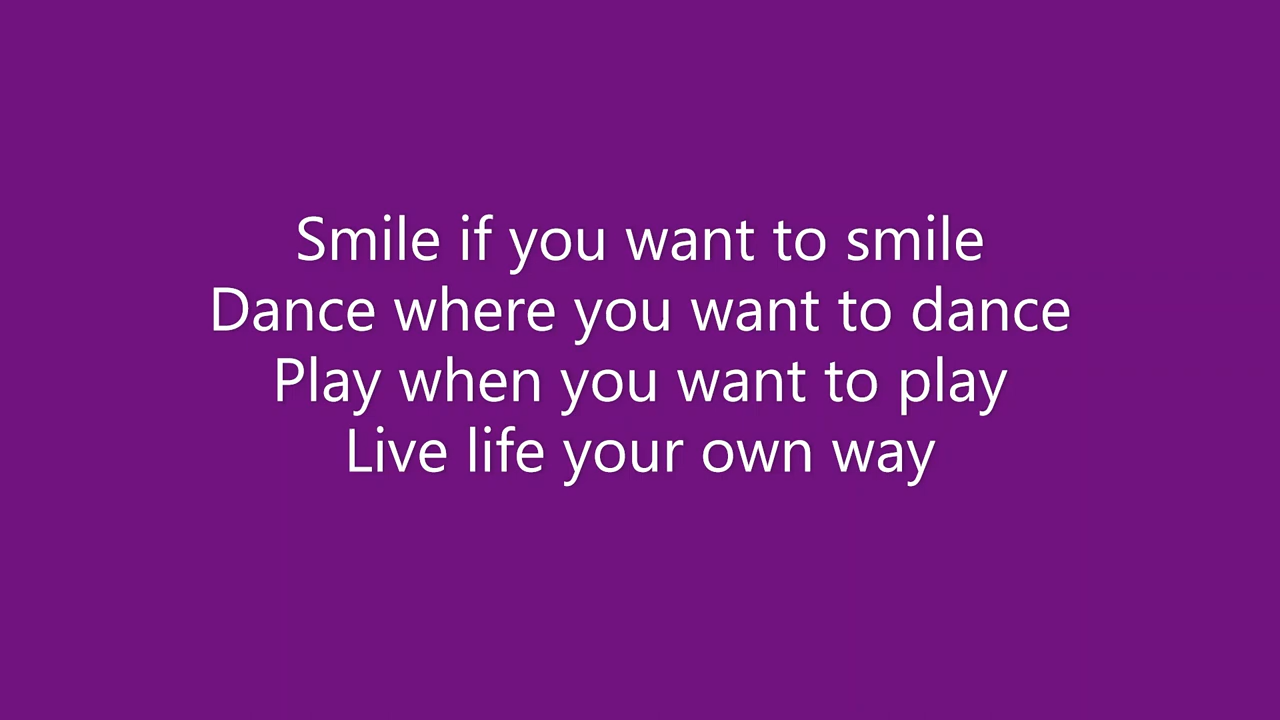 Smile if you want to smile
Dance where you want to dance
Play when you want to play
Live life your own way